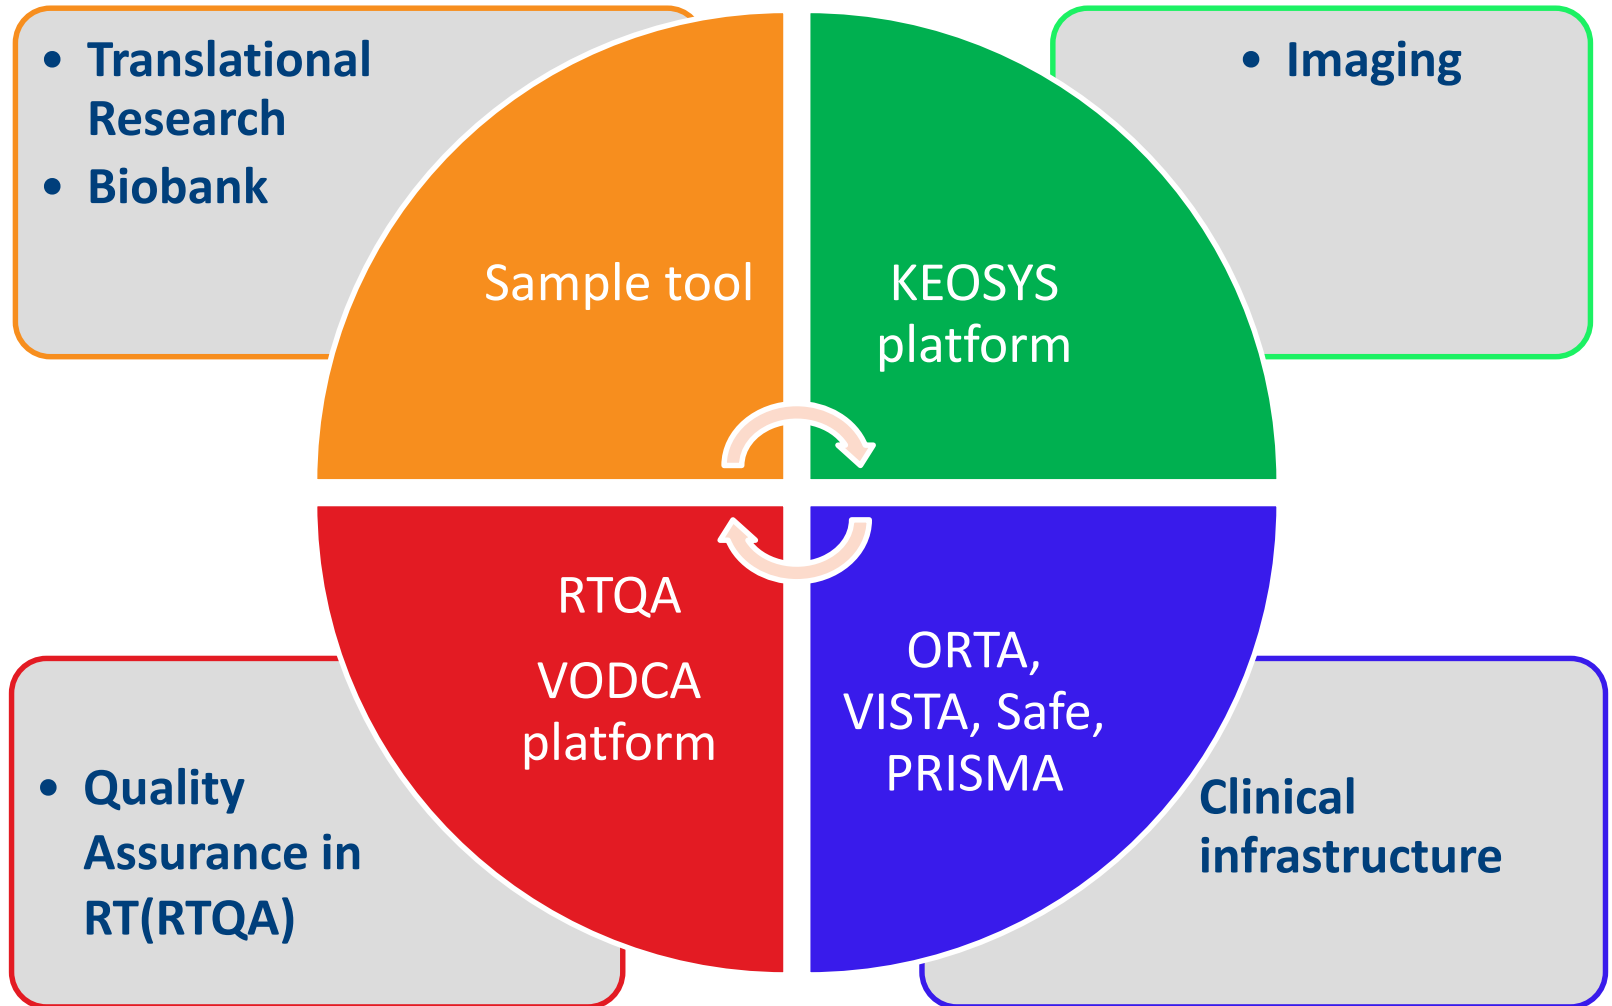 • Translational
Research
• Biobank
Sample tool
• Imaging
KEOSYS
platform
RTQA
VODCA
platform
• Quality
Assurance in
RT(RTQA)
ORTA,
VISTA, Safe,
PRISMA
Clinical
infrastructure